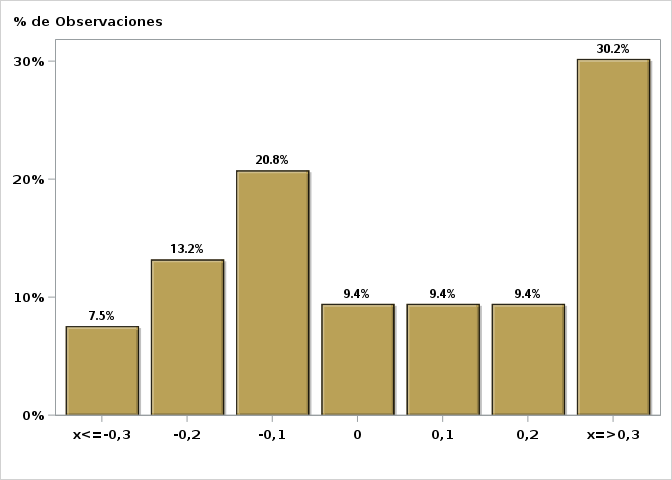 % de Observaciones
30.2%
30%
20.8%
20%
13.2%
10%
9.4% 9.4% 9.4%
7.5%
0%
x<=-0,3 -0,2 -0,1 0 0,1 0,2 x=>0,3